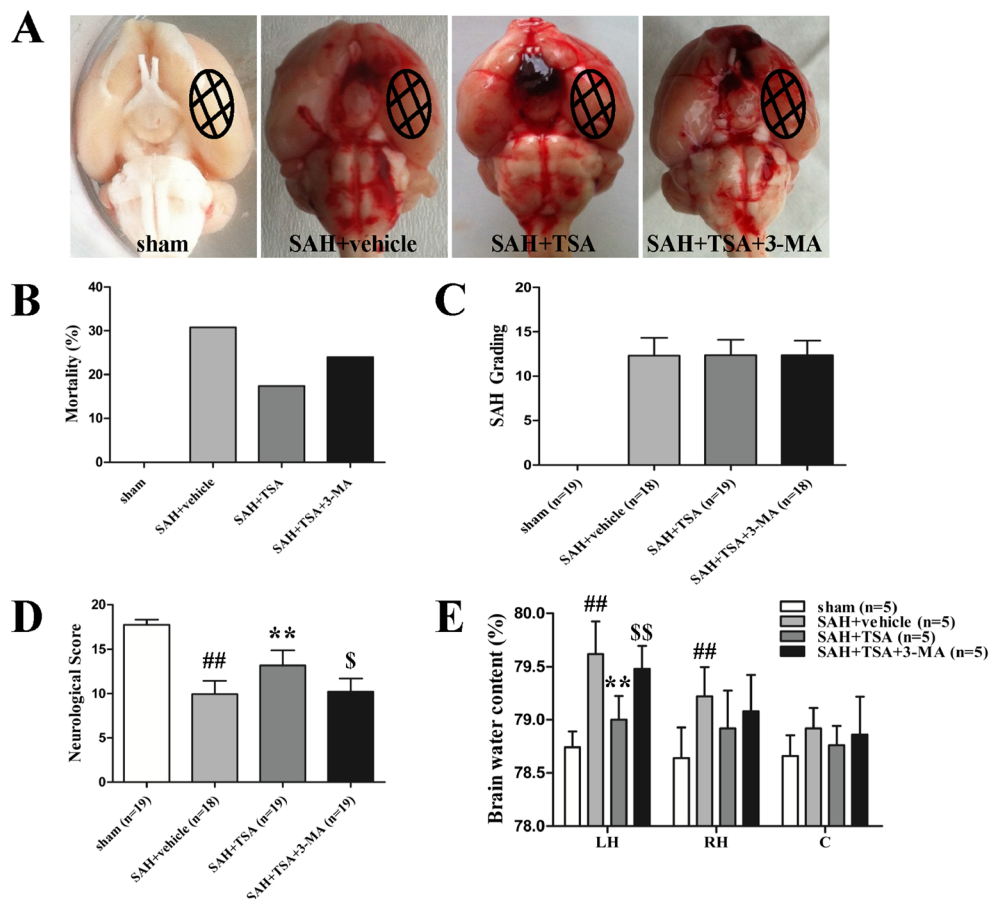 A
sham
SAH+vehicle
SAH+TSA
SAH+TSA+3-MA
B
Mortality (%)
40
30
20
10
0
sham
SAH+vehicle
SAH+TSA
SAH+TSA+3-MA
C
SAH Grading
20
15
10
5
0
sham (n=19)
SAH+vehicle (n=18)
SAH+TSA (n=19)
SAH+TSA+3-MA (n=18)
D
Neurological Score
20
15
10
5
0
##
**
$
sham (n=19)
SAH+vehicle (n=18)
SAH+TSA (n=19)
SAH+TSA+3-MA (n=19)
E
Brain water content (%)
80.0
79.5
79.0
78.5
78.0
##
**
$$
##
sham (n=5)
SAH+vehicle (n=5)
SAH+TSA (n=5)
SAH+TSA+3-MA (n=5)
LH
RH
C